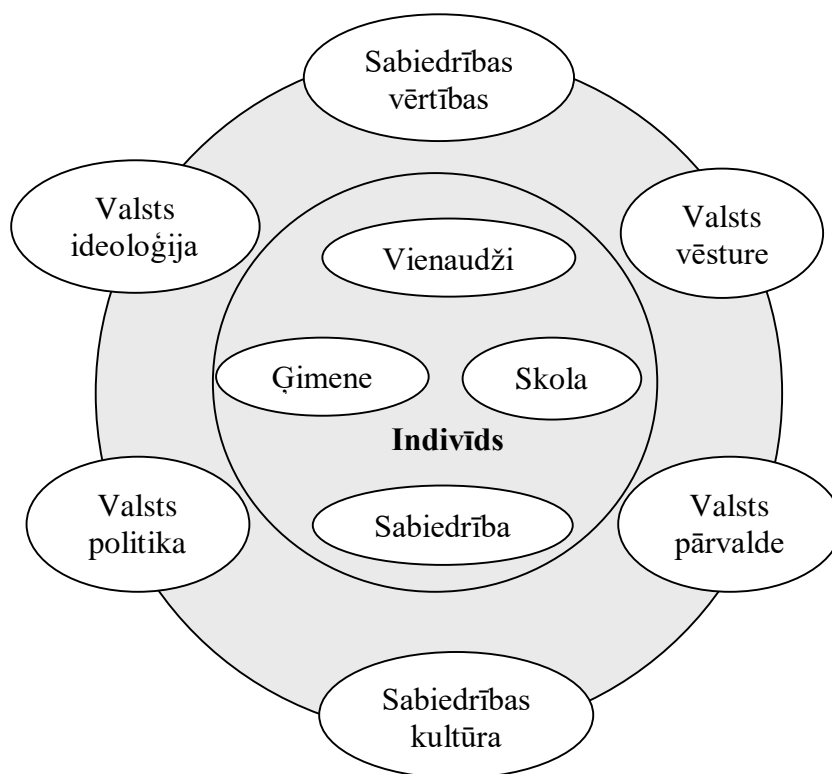 Sabiedrības
vērtības
Valsts
ideoloģija
Valsts
vēsture
Vienaudži
Ģimene
Skola
Indivīds
Valsts
politika
Sabiedrība
Valsts
pārvalde
Sabiedrības
kultūra